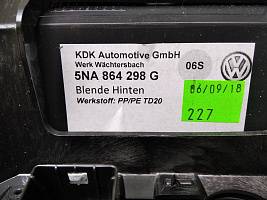 KDK Automotive GmbH
Werk Wächtersbach 06S
5NA 864 298 G
Blende Hinten
Werkstoff: PP/PE TD20
06/09/18
227